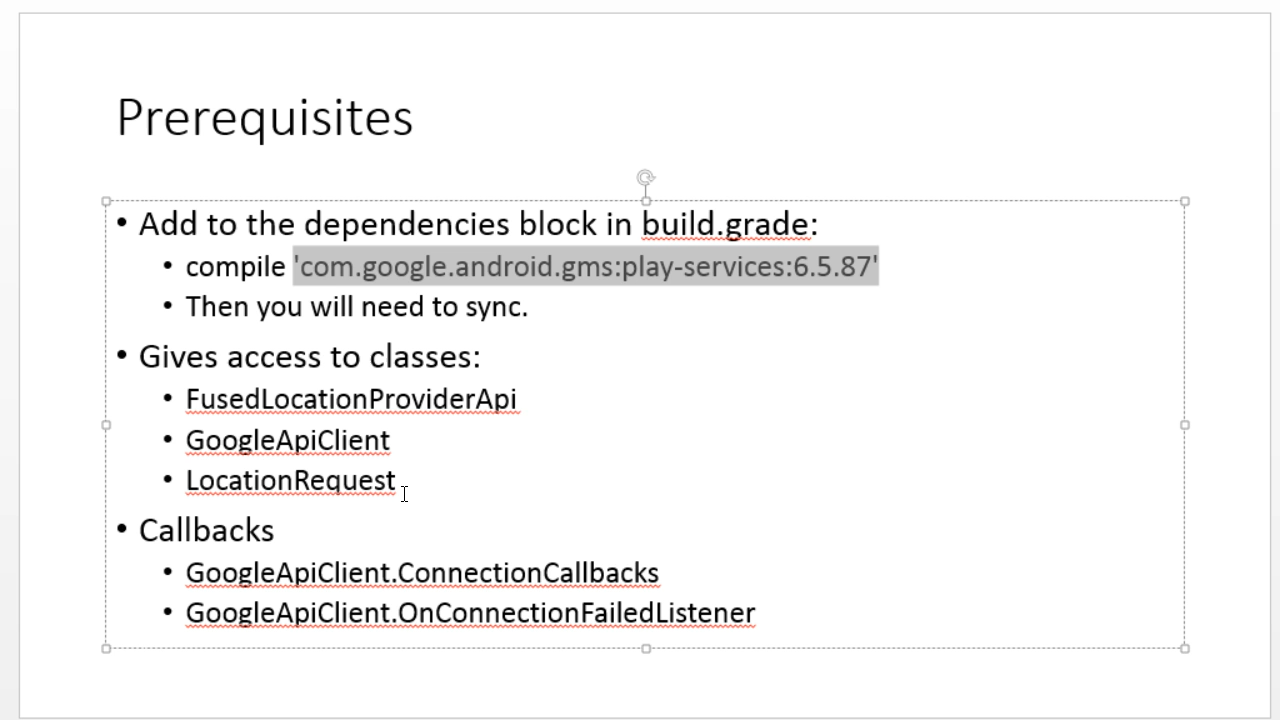 Prerequisites
• Add to the dependencies block in build.grade:
• compile 'com.google.android.gms:play-services:6.5.87'
• Then you will need to sync.
• Gives access to classes:
• FusedLocationProviderApi
• GoogleApiClient
• LocationRequest
• Callbacks
• GoogleApiClient.ConnectionCallbacks
• GoogleApiClient.OnConnectionFailedListener